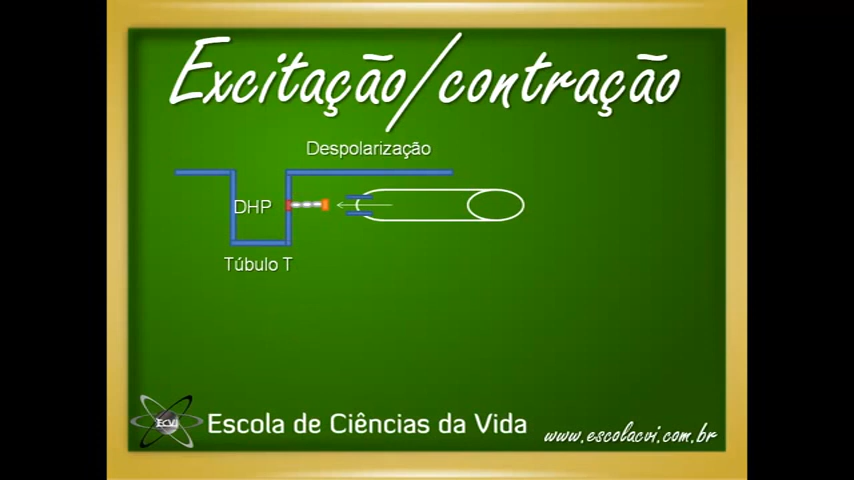 Excitação/contração
Despolarização
DHP
Túbulo T
ECVI
Escola de Ciências da Vida
www.escolacvi.com.br